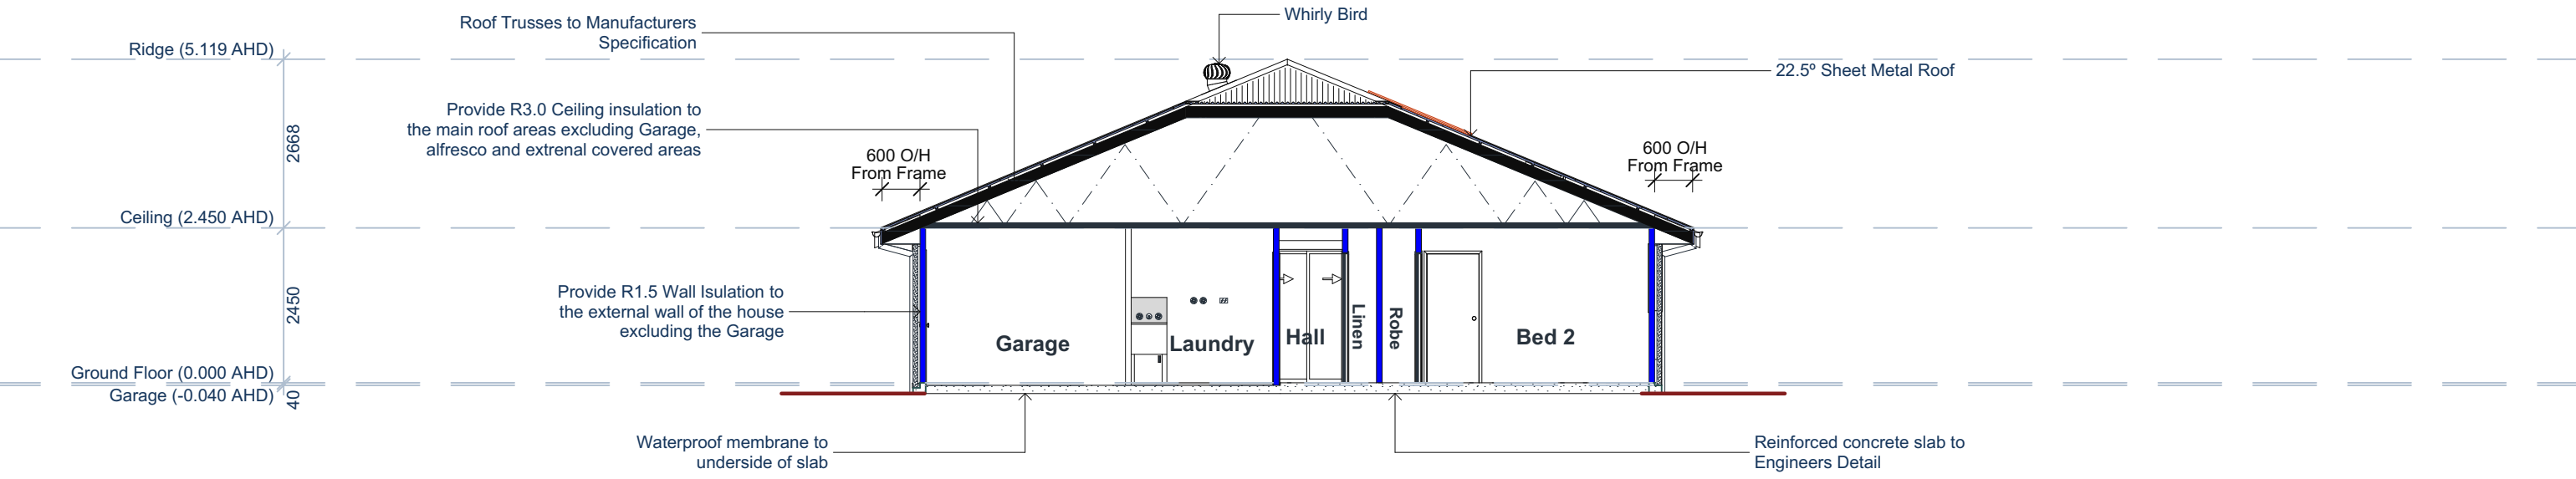 Roof Trusses to Manufacturers
Specification
Whirly Bird
Ridge (5.119 AHD)
22.5º Sheet Metal Roof
Provide R3.0 Ceiling insulation to
the main roof areas excluding Garage,
alfresco and extrenal covered areas
2668
600 O/H
From Frame
600 O/H
From Frame
Ceiling (2.450 AHD)
Provide R1.5 Wall Isulation to
the external wall of the house
excluding the Garage
2450
Garage
Laundry
Hall
Linen
Robe
Bed 2
Ground Floor (0.000 AHD)
Garage (-0.040 AHD)
40
Waterproof membrane to
underside of slab
Reinforced concrete slab to
Engineers Detail